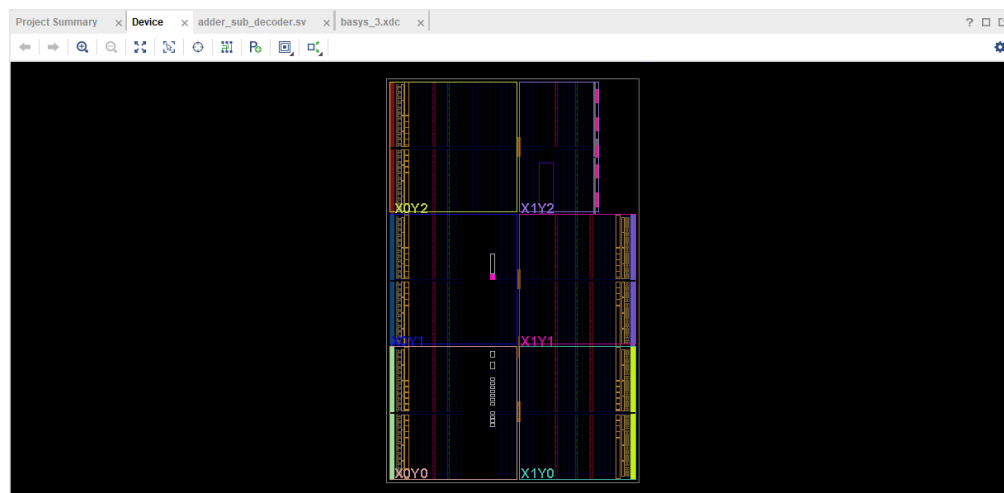 Project Summary × Device × adder_sub_decoder.sv × basys_3.xdc ×
?
X0Y2 X1Y2
X0Y1 X1Y1
X0Y0 X1Y0